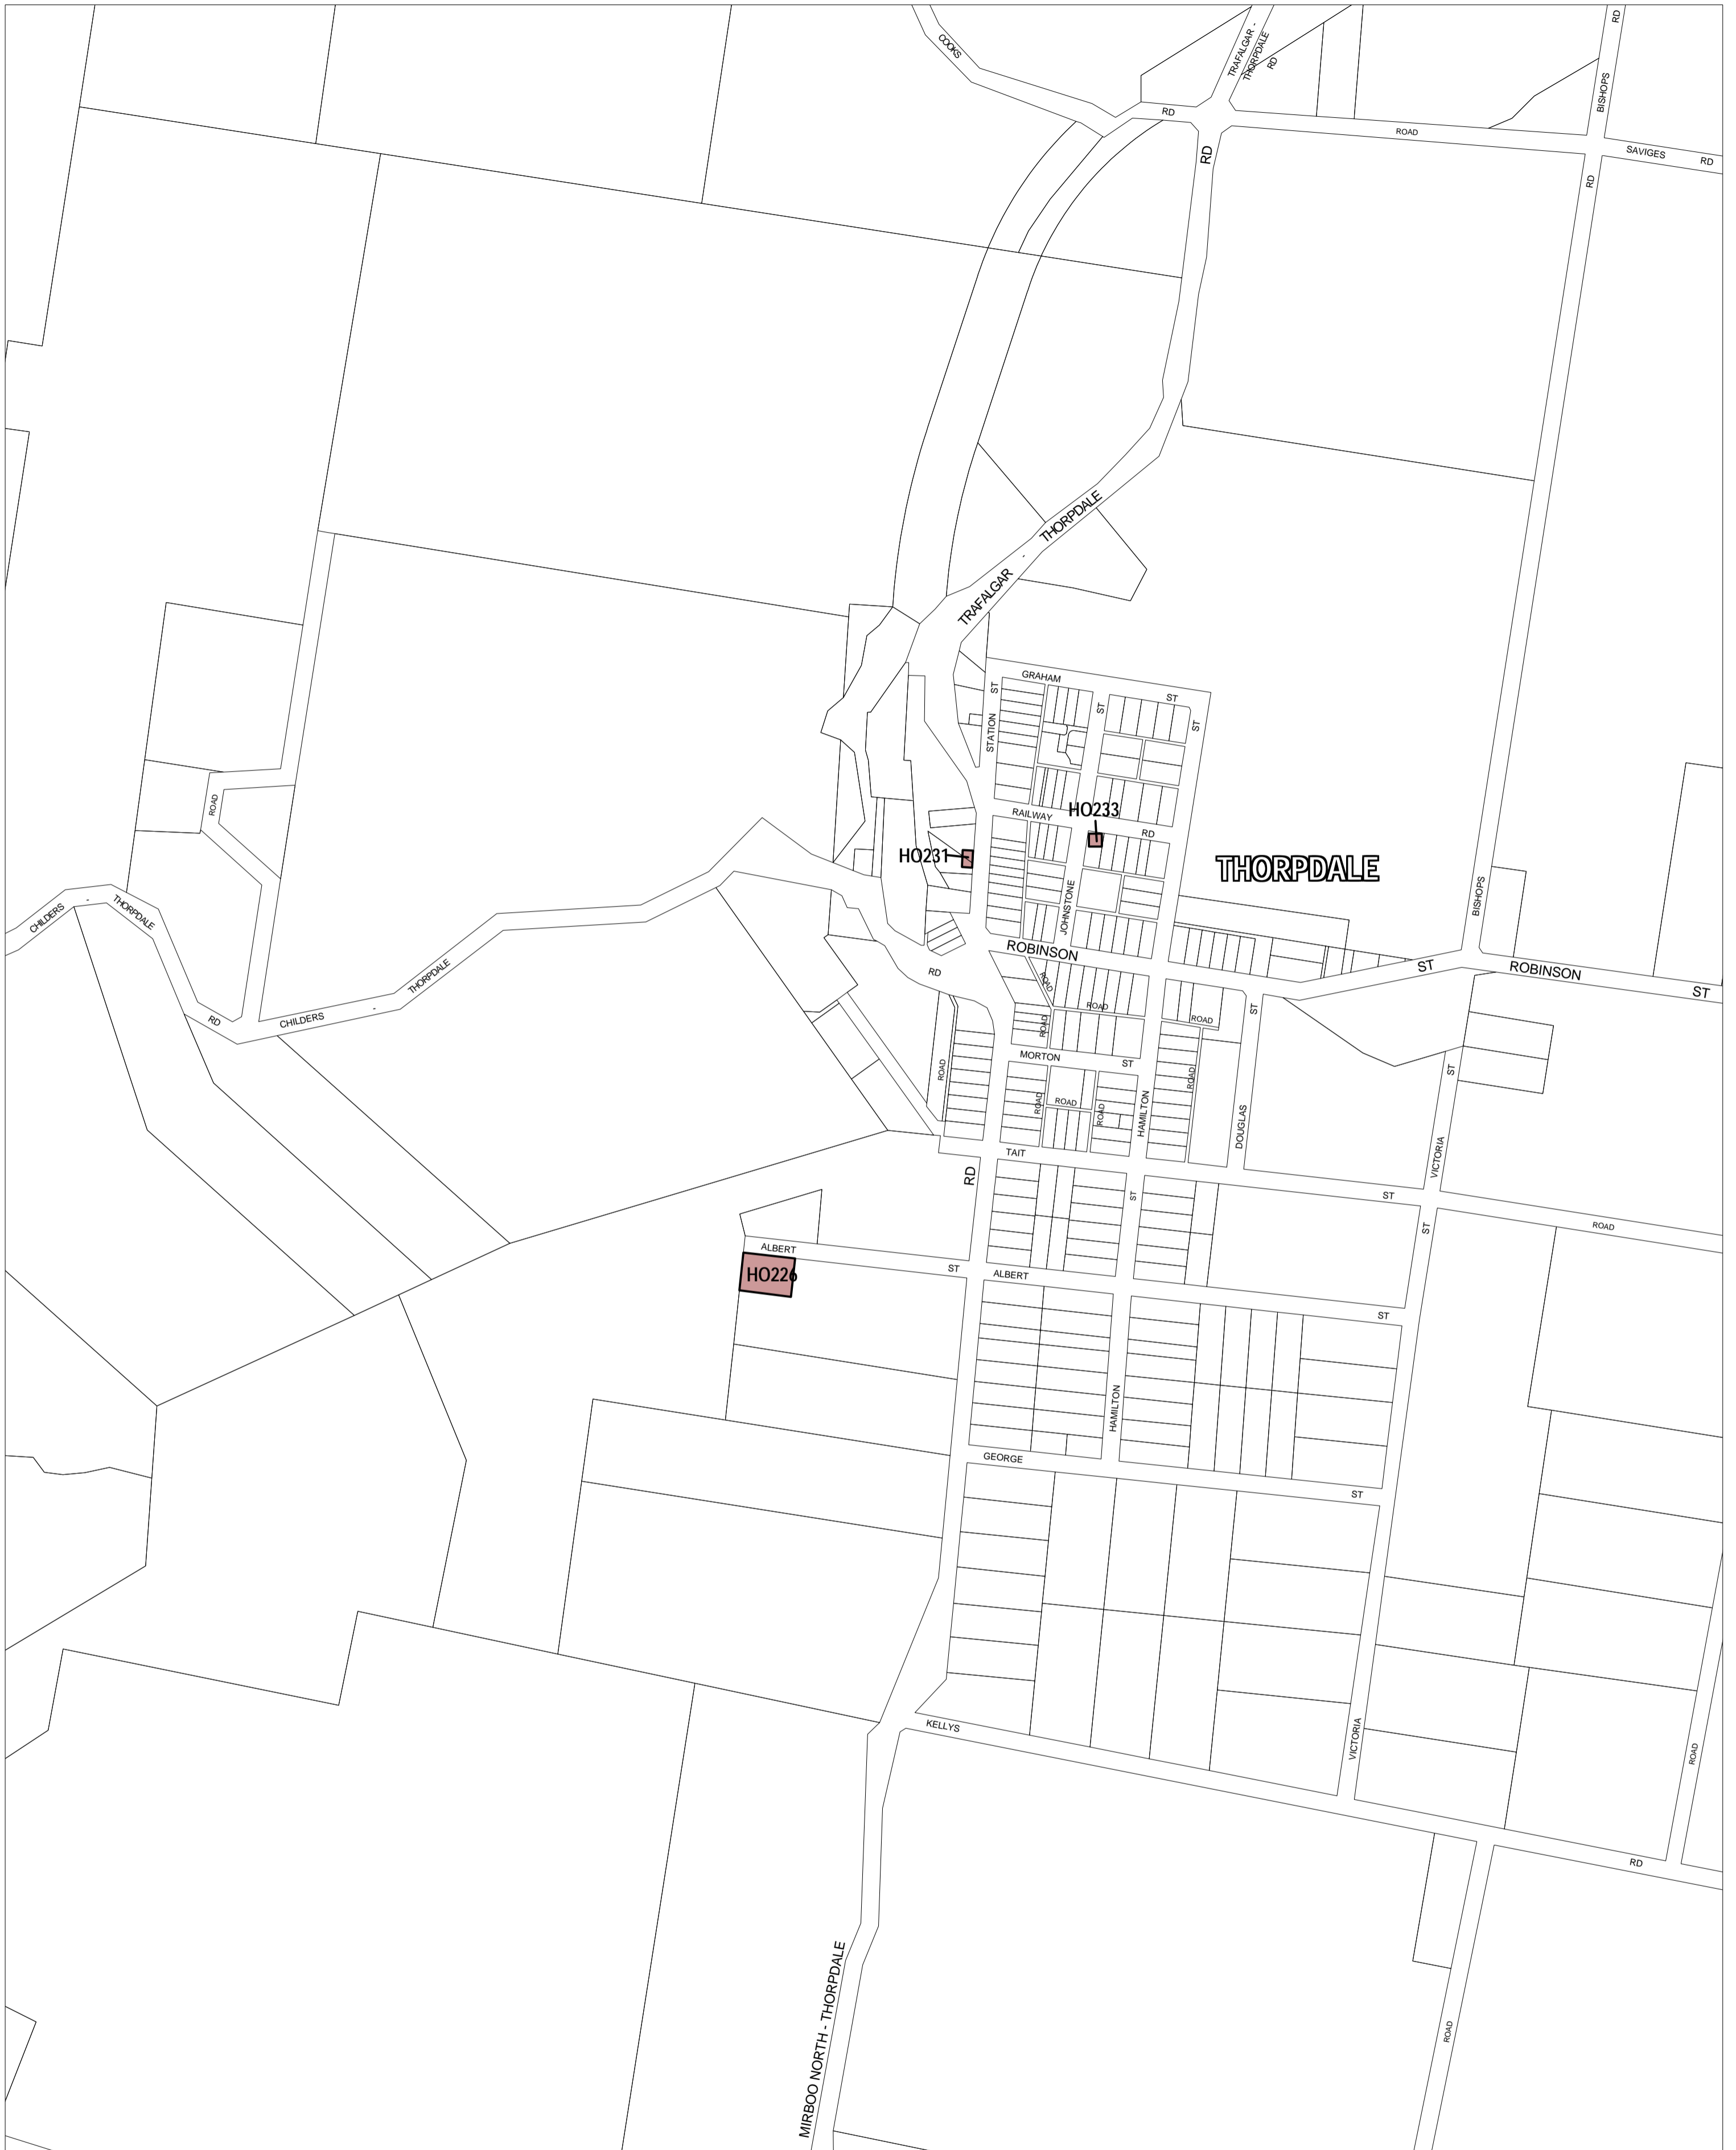 COOKS
RD
TRAFALGAR -
THORPDALE
RD
RD
BISHOPS
ROAD
SAVIGES RD
RD
RD
TRAFALGAR - THORPDALE
GRAHAM ST
STATION ST
ST
ST
ROAD
RAILWAY RD
HO233
HO231
THORPDALE
JOHNSTONE
BISHOPS
CHILDERS - THORPDALE
RD
CHILDERS - THORPDALE
RD
ROBINSON ST
ROBINSON ST
ROAD
ROAD
ROAD
ROAD
ST
MORTON ST
ROAD
ROAD
ROAD
ROAD
ROAD
HAMILTON
DOUGLAS
ST
VICTORIA
TAIT ST
RD
ST
ST
ROAD
ALBERT ST
HO226
ALBERT ST
HAMILTON
GEORGE ST
KELLYS RD
VICTORIA
ROAD
MIRBOO NORTH - THORPDALE
ROAD